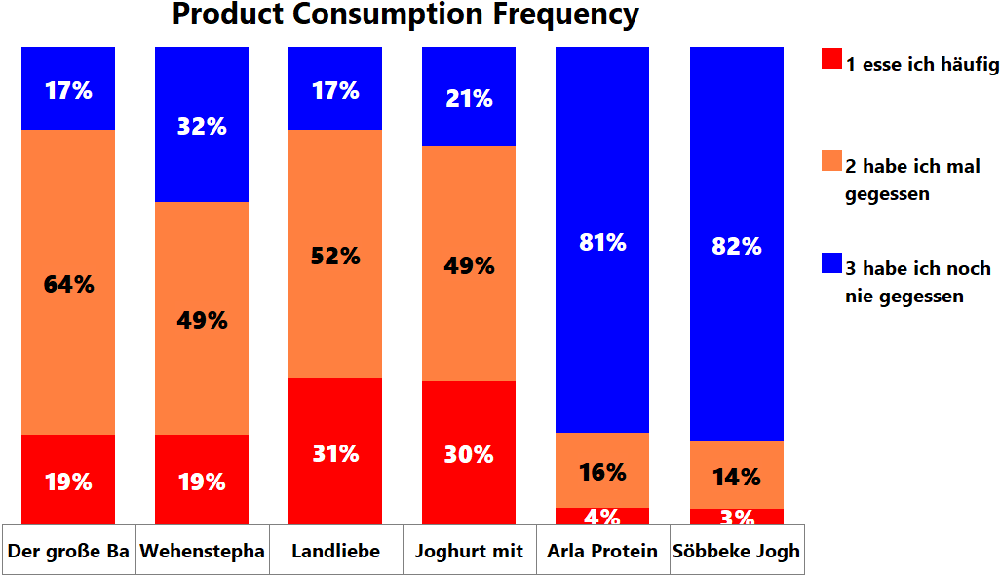 Product Consumption Frequency
17% 32% 17% 21% 81% 82%
64% 49% 52% 49% 16% 14%
19% 19% 31% 30% 4% 3%
Der große Ba Wehenstepha Landliebe Joghurt mit Arla Protein Söbbeke Jogh
1 esse ich häufig
2 habe ich mal
gegessen
3 habe ich noch
nie gegessen